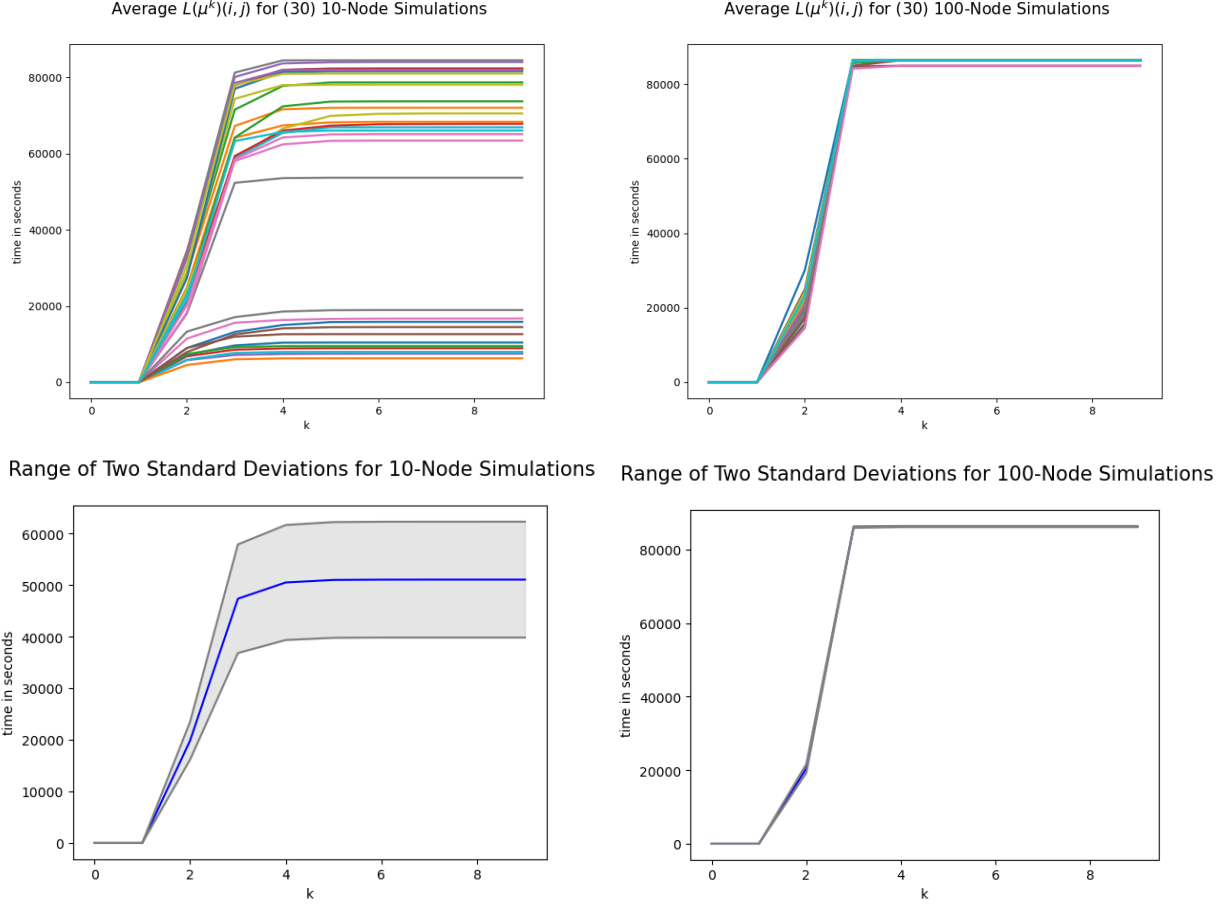 Average L(μᵏ)(i, j) for (30) 10-Node Simulations
80000
60000
40000
20000
0
time in seconds
0 2 4 6 8
k
Average L(μᵏ)(i, j) for (30) 100-Node Simulations
80000
60000
40000
20000
0
time in seconds
0 2 4 6 8
k
Range of Two Standard Deviations for 10-Node Simulations
60000
50000
40000
30000
20000
10000
0
time in seconds
0 2 4 6 8
k
Range of Two Standard Deviations for 100-Node Simulations
80000
60000
40000
20000
0
time in seconds
0 2 4 6 8
k